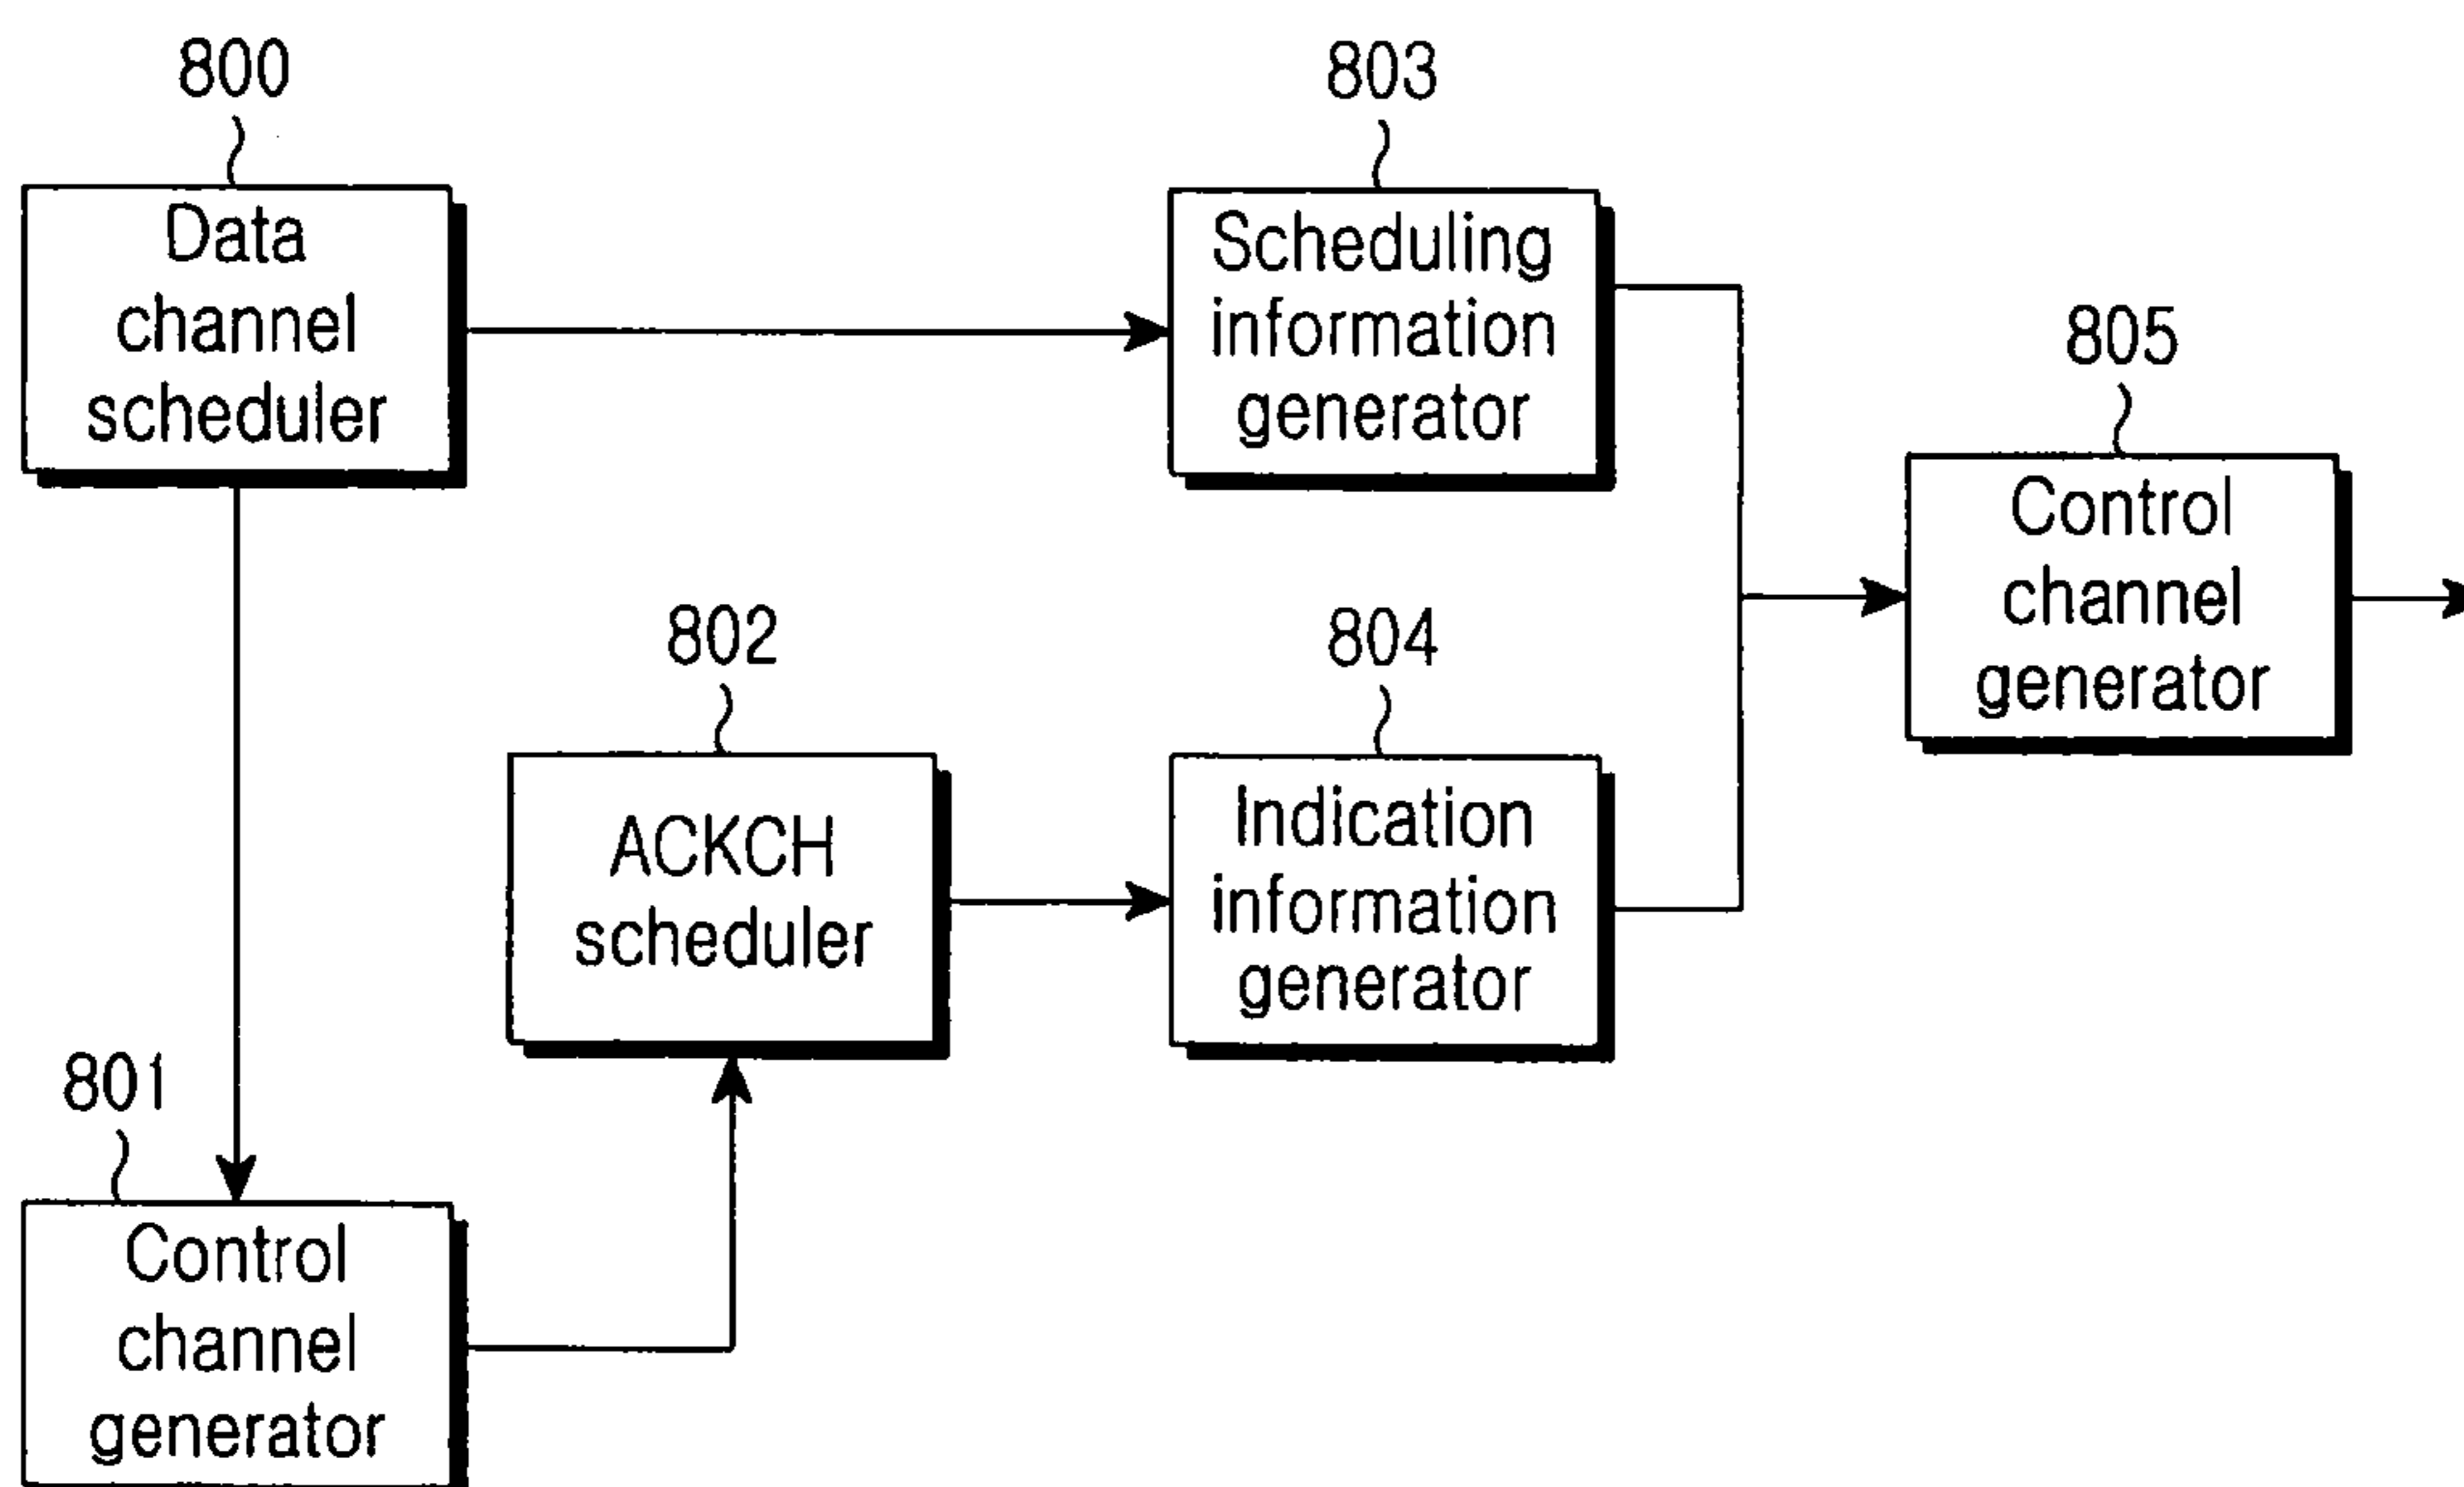 800
Data
channel
scheduler
803
Scheduling
information
generator
805
Control
channel
generator
802
ACKCH
scheduler
804
Indication
information
generator
801
Control
channel
generator